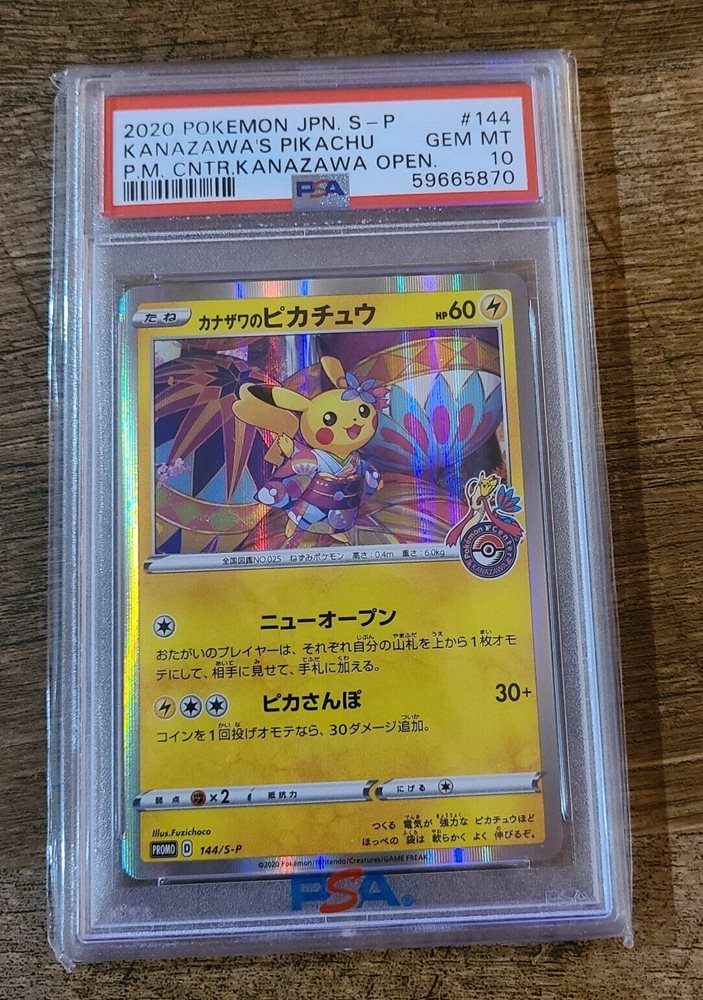 2020 POKEMON JPN. S-P #144
KANAZAWA'S PIKACHU GEM MT
P.M. CNTR.KANAZAWA OPEN. 10
PSA 59665870
たね カナザワのピカチュウ HP60
全国図鑑NO.025 ねずみポケモン 高さ:0.4m 重さ:6.0kg
Pokémon Center
KANAZAWA
ニューオープン
おたがいのプレイヤーは、それぞれ自分の山札を上から1枚オモ
テにして、相手に見せて、手札に加える。
ピカさんぽ 30+
コインを1回投げオモテなら、30ダメージ追加。
弱点 ×2 抵抗力 にげる
つくる 電気が 強力な ピカチュウほど
ほっぺの 袋は 軟らかく よく 伸びるぞ。
Illus.Fuzichoco
PROMO D 144/S-P
©2020 Pokémon/Nintendo/Creatures/GAME FREAK
PSA